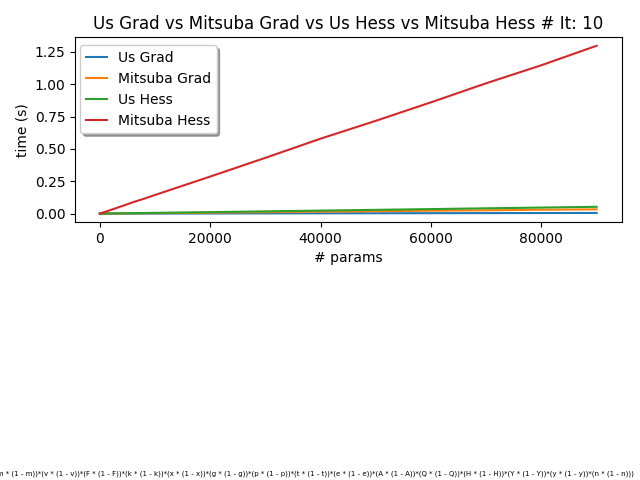 Us Grad vs Mitsuba Grad vs Us Hess vs Mitsuba Hess # It: 10
1.25
1.00
0.75
0.50
0.25
0.00
time (s)
Us Grad
Mitsuba Grad
Us Hess
Mitsuba Hess
0 20000 40000 60000 80000
# params
* (1 - m))*(v * (1 - v))*(F * (1 - F))*(k * (1 - k))*(x * (1 - x))*(g * (1 - g))*(p * (1 - p))*(t * (1 - t))*(e * (1 - e))*(A * (1 - A))*(Q * (1 - Q))*(H * (1 - H))*(Y * (1 - Y))*(y * (1 - y))*(n * (1 - n)))